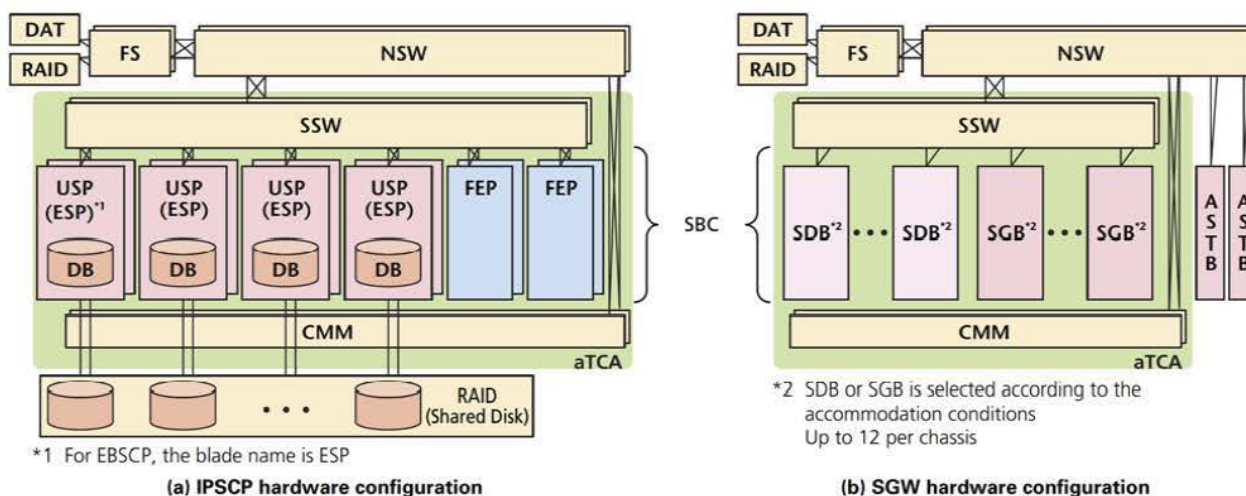 DAT
RAID
FS
NSW
SSW
USP
(ESP)*1
DB
USP
(ESP)
DB
USP
(ESP)
DB
USP
(ESP)
DB
FEP
FEP
CMM
aTCA
RAID
(Shared Disk)
*1 For EBSCP, the blade name is ESP
(a) IPSCP hardware configuration
SBC
DAT
RAID
FS
NSW
SSW
SDB*2
SDB*2
SGB*2
SGB*2
ASTB
ASTB
CMM
aTCA
*2 SDB or SGB is selected according to the
accommodation conditions
Up to 12 per chassis
(b) SGW hardware configuration